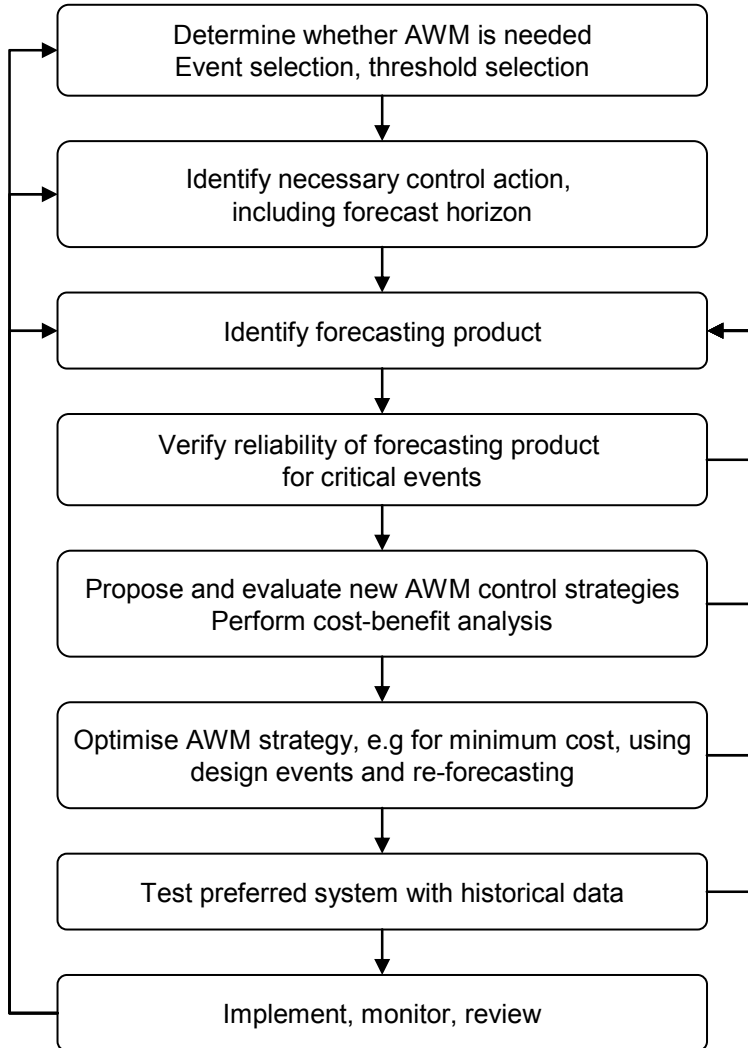 Determine whether AWM is needed
Event selection, threshold selection
Identify necessary control action,
including forecast horizon
Identify forecasting product
Verify reliability of forecasting product
for critical events
Propose and evaluate new AWM control strategies
Perform cost-benefit analysis
Optimise AWM strategy, e.g for minimum cost, using
design events and re-forecasting
Test preferred system with historical data
Implement, monitor, review